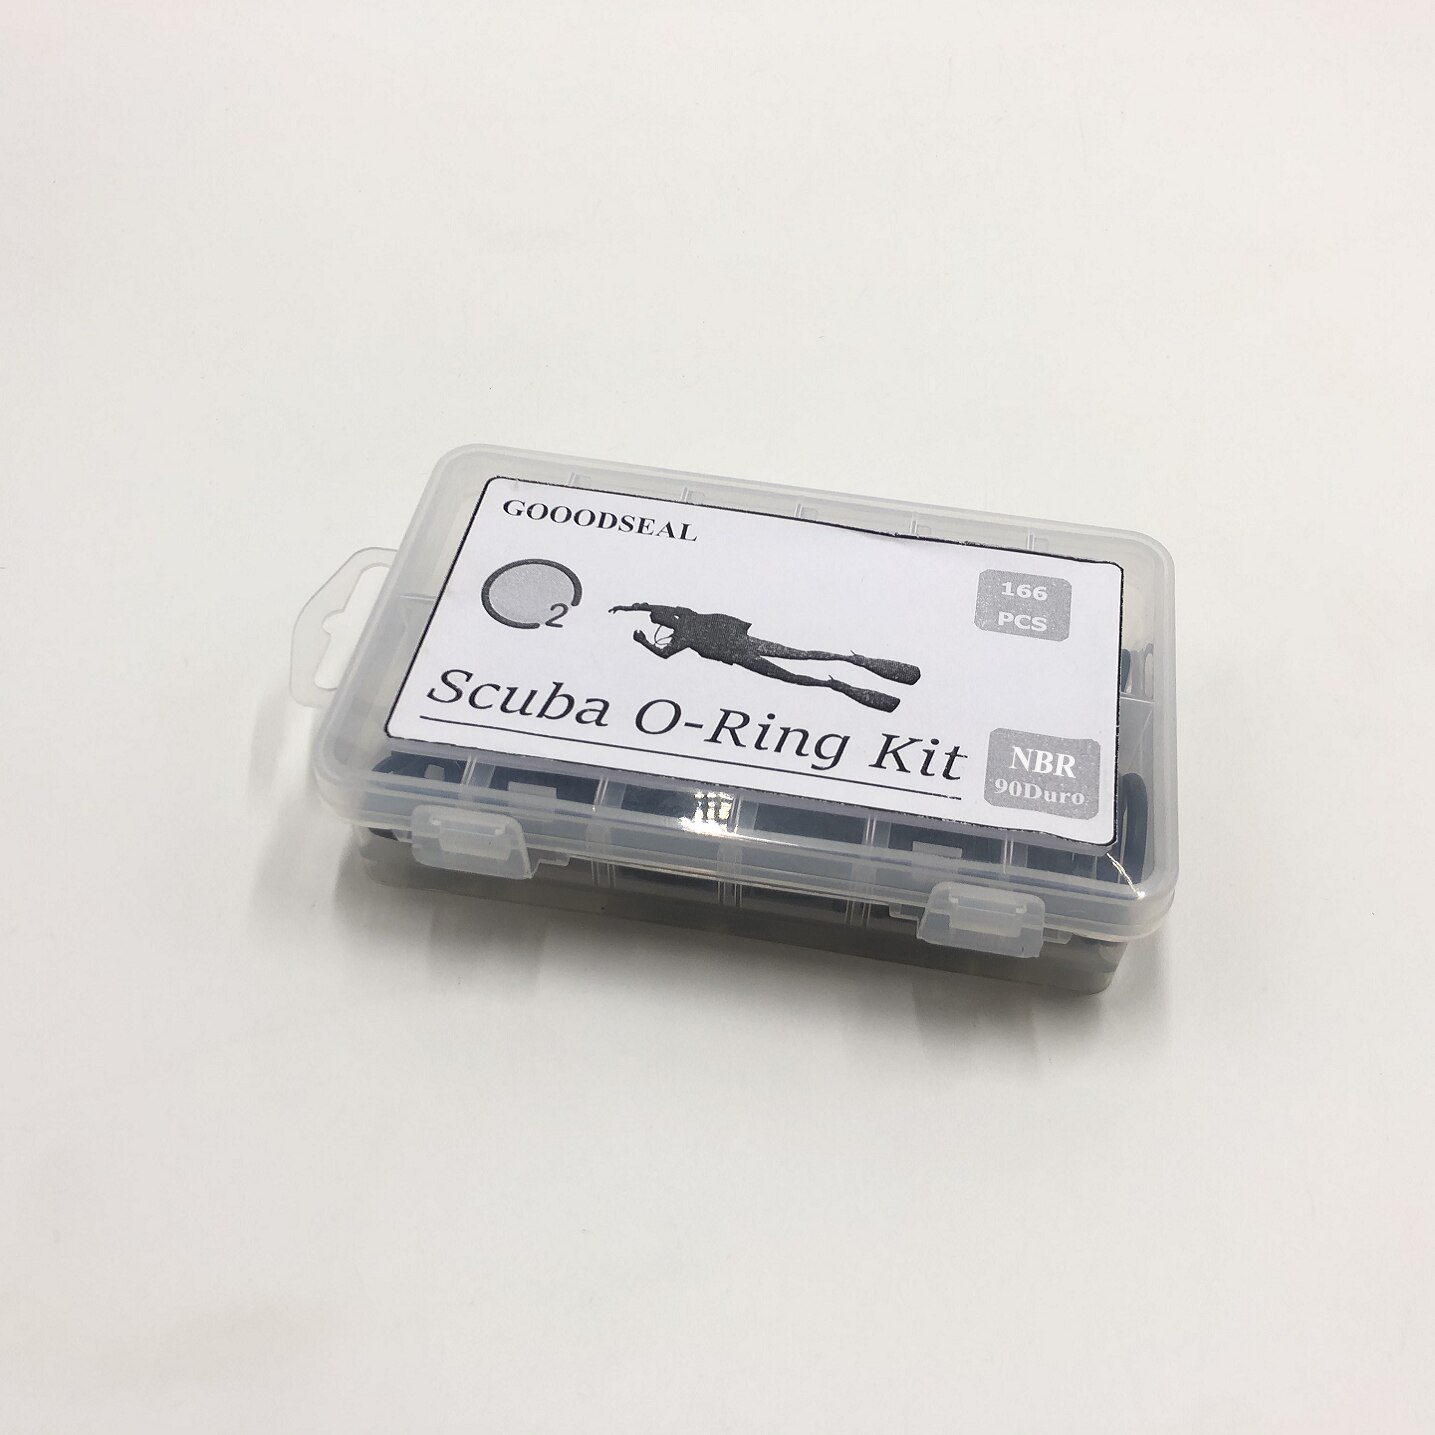 GOOODSEAL
2
166
PCS
Scuba O-Ring Kit
NBR
90Duro